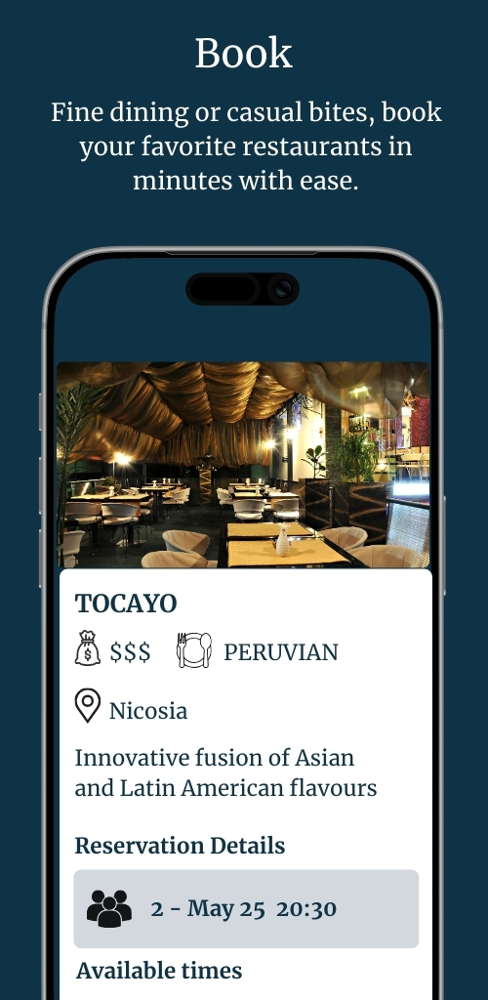 Book
Fine dining or casual bites, book
your favorite restaurants in
minutes with ease.
TOCAYO
$ $$$ PERUVIAN
Nicosia
Innovative fusion of Asian
and Latin American flavours
Reservation Details
2 - May 25 20:30
Available times